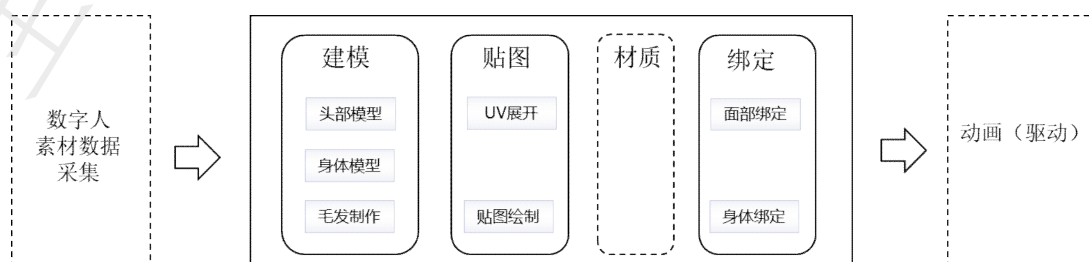 数字人
素材数据
采集
建模
头部模型
身体模型
毛发制作
贴图
UV展开
贴图绘制
材质
绑定
面部绑定
身体绑定
动画（驱动）